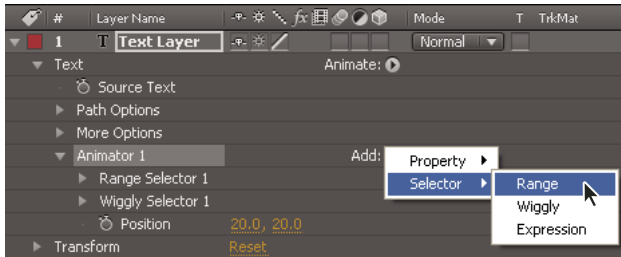 # Layer Name fx Mode T TrkMat
1 T Text Layer Normal
Text Animate:
Source Text
Path Options
More Options
Animator 1 Add: Property
Selector Range
Range Selector 1
Wiggly Selector 1 Wiggly
Position 20.0, 20.0 Expression
Transform Reset